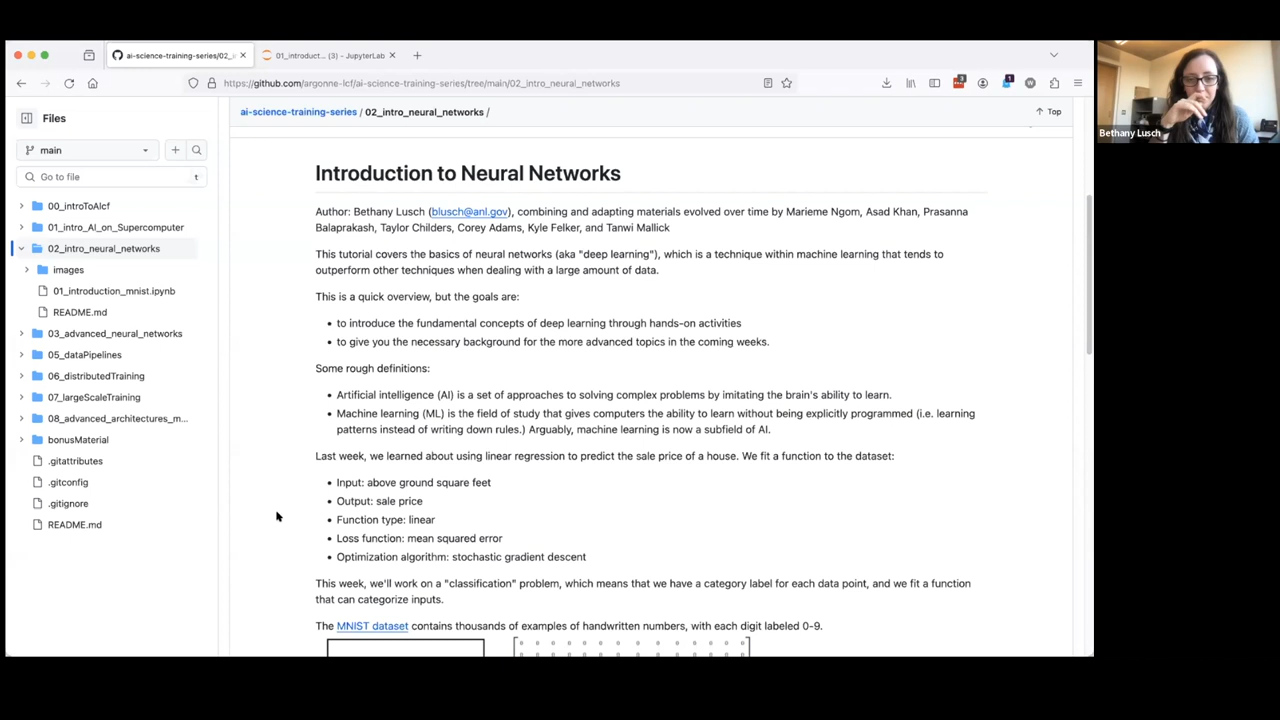 ai-science-training-series/02_
01_introduct... (3) - JupyterLab
https://github.com/argonne-lcf/ai-science-training-series/tree/main/02_intro_neural_networks
Bethany Lusch
Files
ai-science-training-series / 02_intro_neural_networks /
Top
main
Go to file
t
00_introToAlcf
01_intro_AI_on_Supercomputer
02_intro_neural_networks
images
01_introduction_mnist.ipynb
README.md
03_advanced_neural_networks
05_dataPipelines
06_distributedTraining
07_largeScaleTraining
08_advanced_architectures_m...
bonusMaterial
.gitattributes
.gitconfig
.gitignore
README.md
Introduction to Neural Networks
Author: Bethany Lusch (blusch@anl.gov), combining and adapting materials evolved over time by Marieme Ngom, Asad Khan, Prasanna
Balaprakash, Taylor Childers, Corey Adams, Kyle Felker, and Tanwi Mallick
This tutorial covers the basics of neural networks (aka "deep learning"), which is a technique within machine learning that tends to
outperform other techniques when dealing with a large amount of data.
This is a quick overview, but the goals are:
• to introduce the fundamental concepts of deep learning through hands-on activities
• to give you the necessary background for the more advanced topics in the coming weeks.
Some rough definitions:
• Artificial intelligence (AI) is a set of approaches to solving complex problems by imitating the brain's ability to learn.
• Machine learning (ML) is the field of study that gives computers the ability to learn without being explicitly programmed (i.e. learning
patterns instead of writing down rules.) Arguably, machine learning is now a subfield of AI.
Last week, we learned about using linear regression to predict the sale price of a house. We fit a function to the dataset:
• Input: above ground square feet
• Output: sale price
• Function type: linear
• Loss function: mean squared error
• Optimization algorithm: stochastic gradient descent
This week, we'll work on a "classification" problem, which means that we have a category label for each data point, and we fit a function
that can categorize inputs.
The MNIST dataset contains thousands of examples of handwritten numbers, with each digit labeled 0-9.